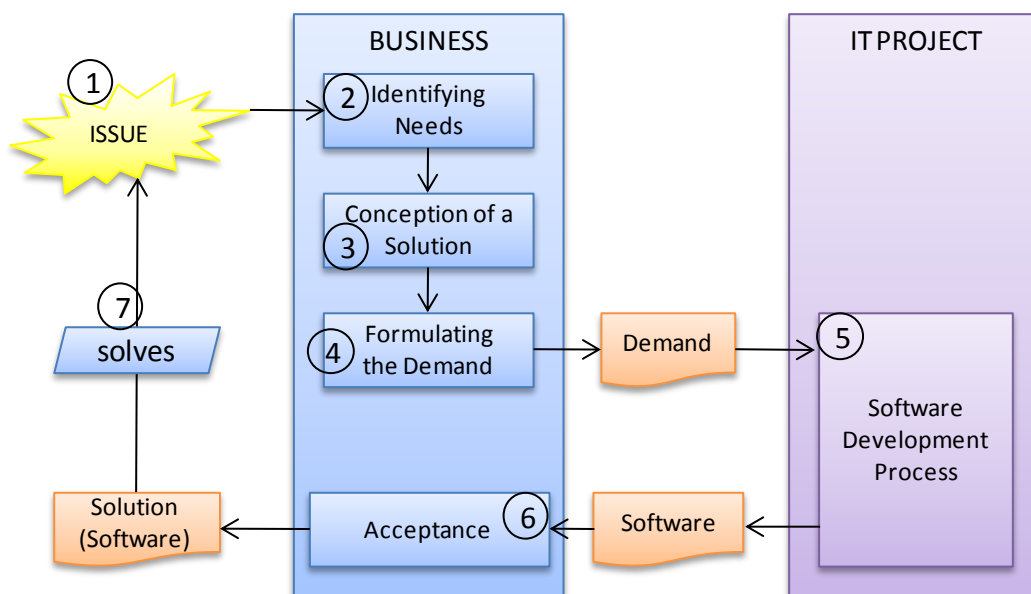 BUSINESS
IT PROJECT
1
ISSUE
2
Identifying
Needs
Conception of a
Solution
3
7
solves
4
Formulating
the Demand
Demand
5
Software
Development
Process
Solution
(Software)
Acceptance
6
Software